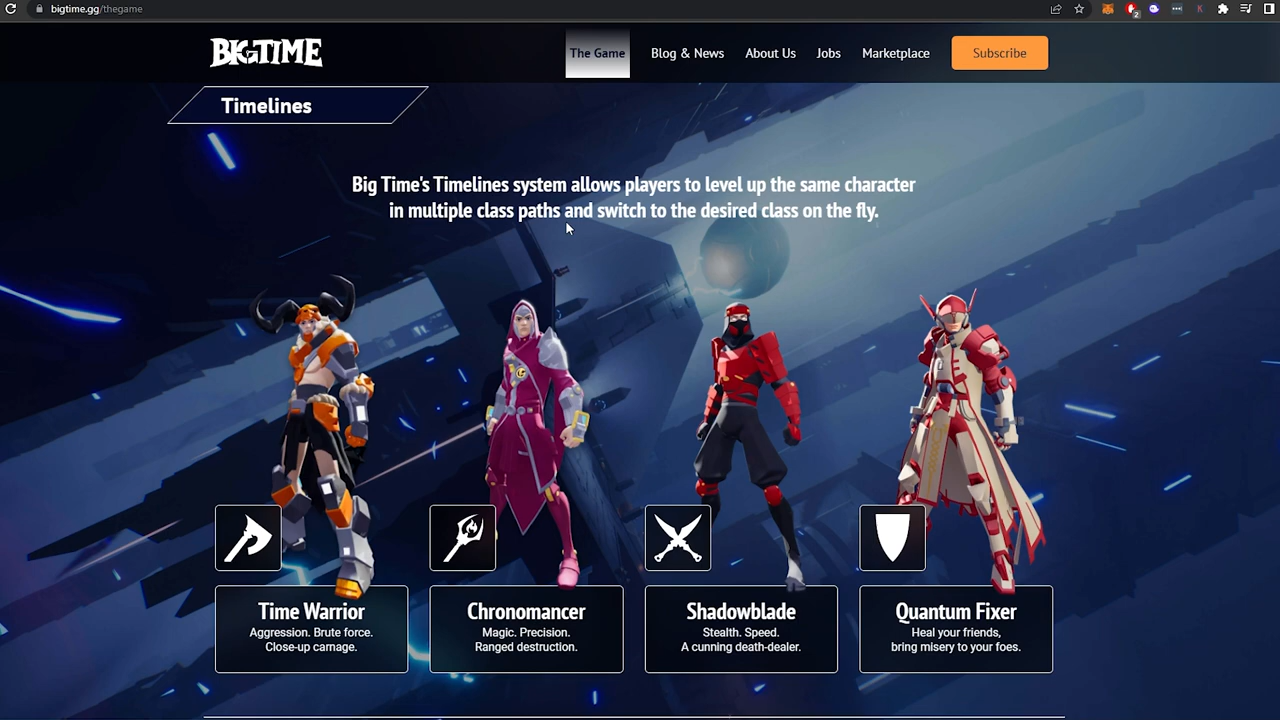 bigtime.gg/thegame
2
K
BIGTIME
The Game
Blog & News
About Us
Jobs
Marketplace
Subscribe
Timelines
Big Time's Timelines system allows players to level up the same character
in multiple class paths and switch to the desired class on the fly.
Time Warrior
Aggression. Brute force.
Close-up carnage.
Chronomancer
Magic. Precision.
Ranged destruction.
Shadowblade
Stealth. Speed.
A cunning death-dealer.
Quantum Fixer
Heal your friends,
bring misery to your foes.